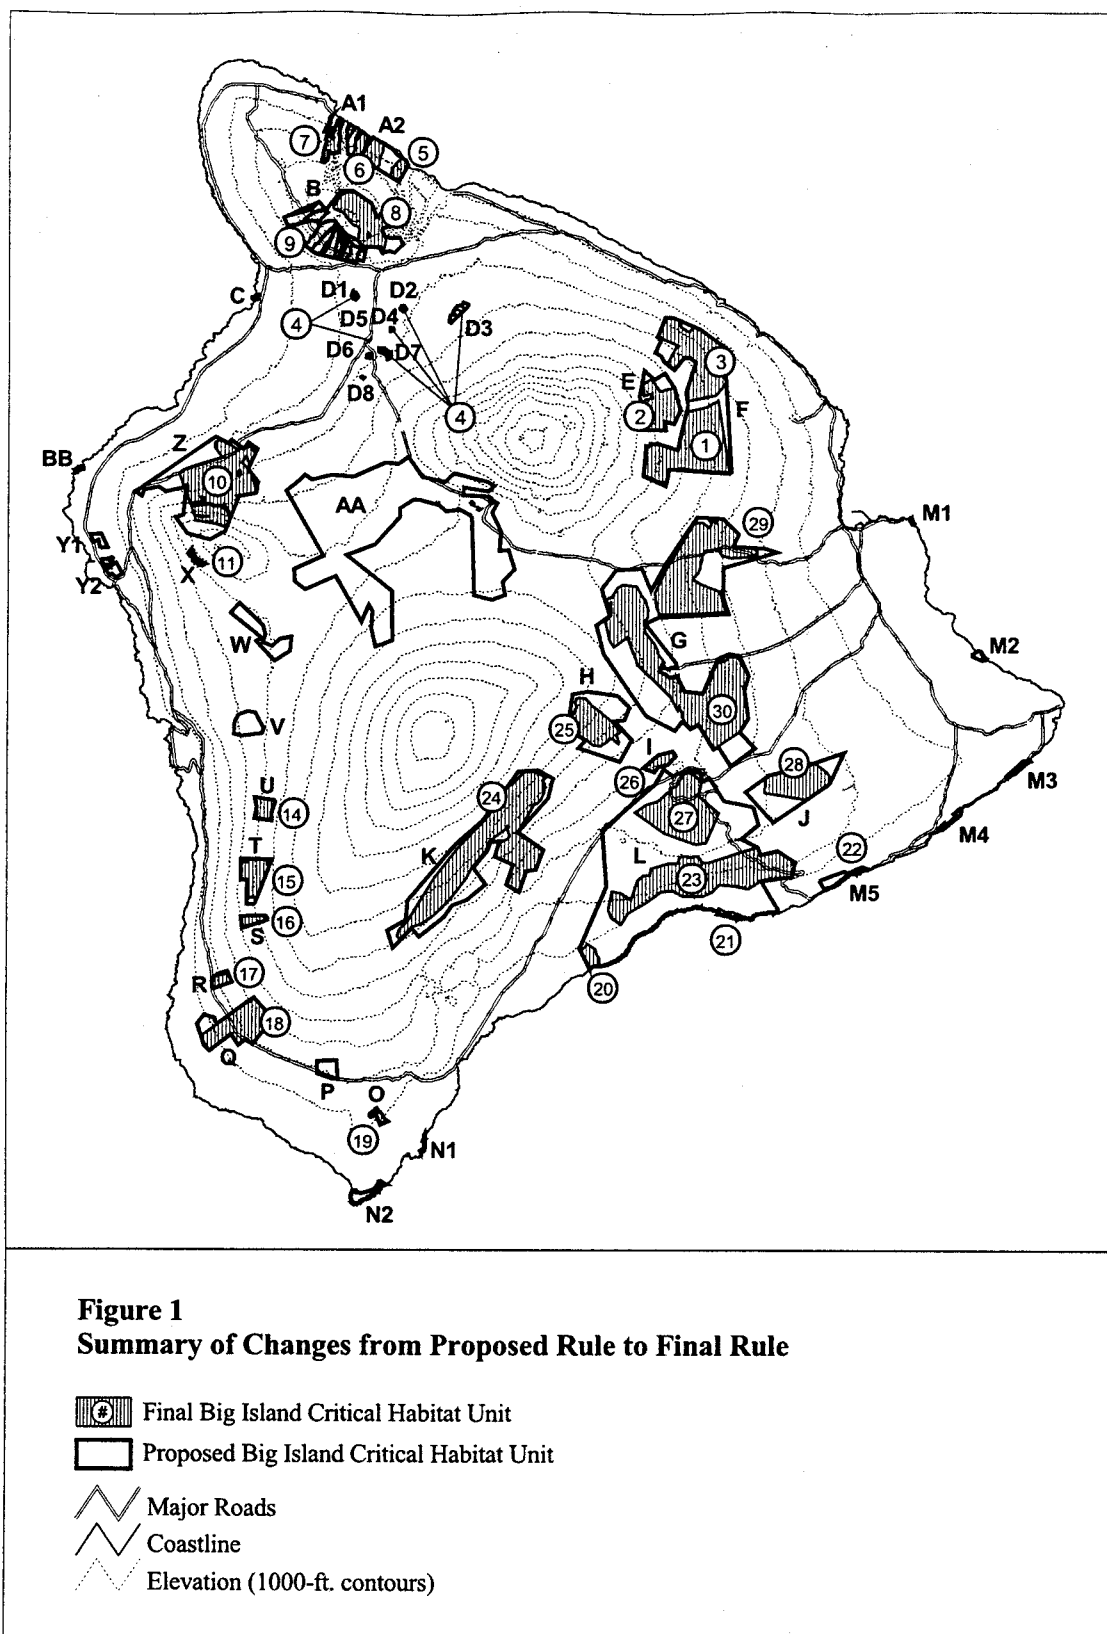 A1
A2
7
5
6
B
8
9
C
D1
D2
D5
D4
D3
4
D6
D7
D8
3
E
2
F
4
1
Z
BB
10
AA
M1
29
Y1
11
X
Y2
W
G
M2
H
V
30
25
I
26
28
M3
U
24
14
27
J
M4
T
K
L
22
15
23
M5
16
S
21
R
17
20
18
Q
P
O
19
N1
N2
Figure 1
Summary of Changes from Proposed Rule to Final Rule
# Final Big Island Critical Habitat Unit
Proposed Big Island Critical Habitat Unit
Major Roads
Coastline
Elevation (1000-ft. contours)